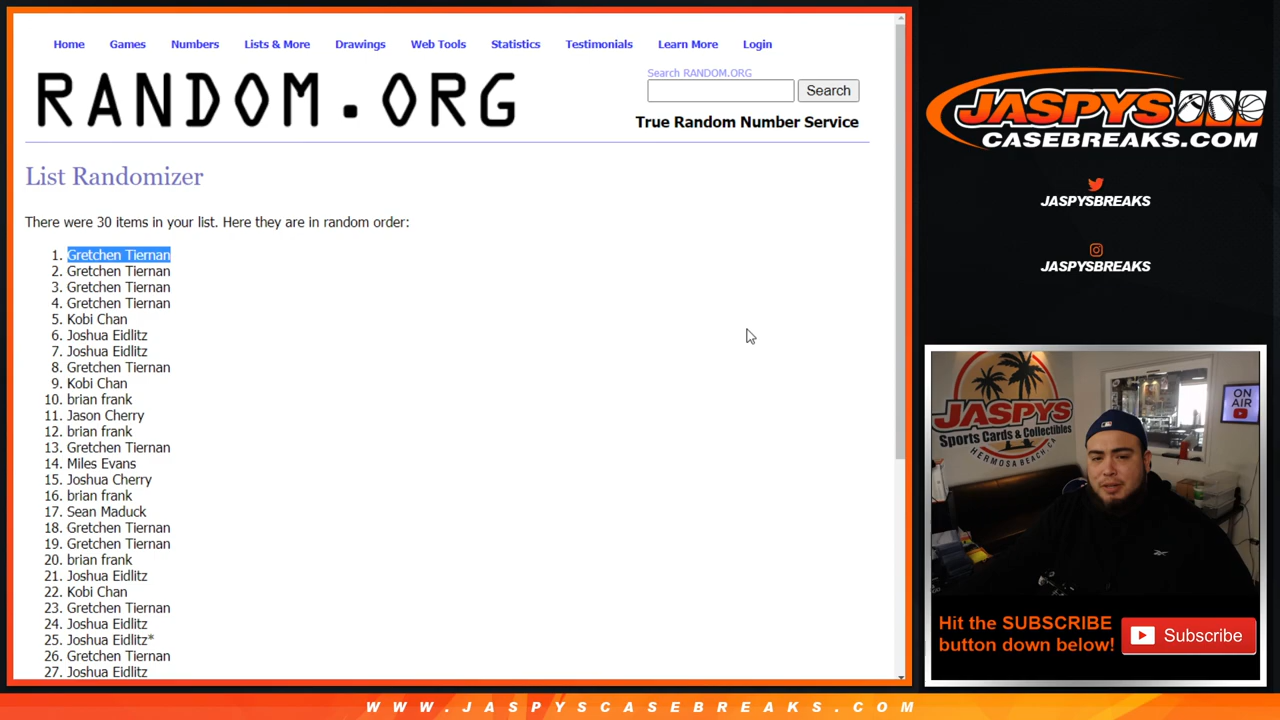 Home Games Numbers Lists & More Drawings Web Tools Statistics Testimonials Learn More Login
RANDOM.ORG
Search RANDOM.ORG
Search
True Random Number Service
List Randomizer
There were 30 items in your list. Here they are in random order:
1. Gretchen Tiernan
2. Gretchen Tiernan
3. Gretchen Tiernan
4. Gretchen Tiernan
5. Kobi Chan
6. Joshua Eidlitz
7. Joshua Eidlitz
8. Gretchen Tiernan
9. Kobi Chan
10. brian frank
11. Jason Cherry
12. brian frank
13. Gretchen Tiernan
14. Miles Evans
15. Joshua Cherry
16. brian frank
17. Sean Maduck
18. Gretchen Tiernan
19. Gretchen Tiernan
20. brian frank
21. Joshua Eidlitz
22. Kobi Chan
23. Gretchen Tiernan
24. Joshua Eidlitz
25. Joshua Eidlitz*
26. Gretchen Tiernan
27. Joshua Eidlitz
JASPYS
CASEBREAKS.COM
JASPYSBREAKS
JASPYSBREAKS
JASPYS
Sports Cards & Collectibles
HERMOSA BEACH, CA
ON
AIR
Hit the SUBSCRIBE
button down below!
Subscribe
WWW.JASPYSCASEBREAKS.COM